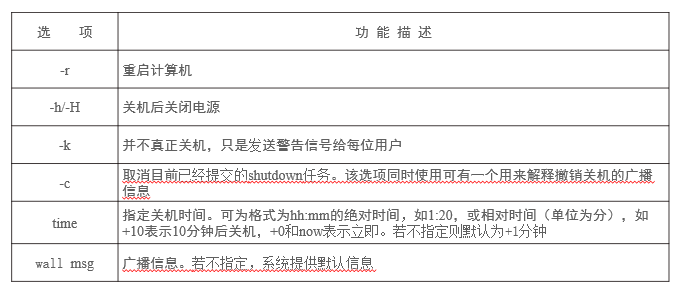 选 项 功 能 描 述
-r 重启计算机
-h/-H 关机后关闭电源
-k 并不真正关机，只是发送警告信号给每位用户
-c 取消目前已经提交的shutdown任务。该选项同时使用可有一个用来解释撤销关机的广播
信息
time 指定关机时间。可为格式为hh:mm的绝对时间，如1:20，或相对时间（单位为分），如
+10表示10分钟后关机，+0和now表示立即。若不指定则默认为+1分钟
wall msg 广播信息。若不指定，系统提供默认信息